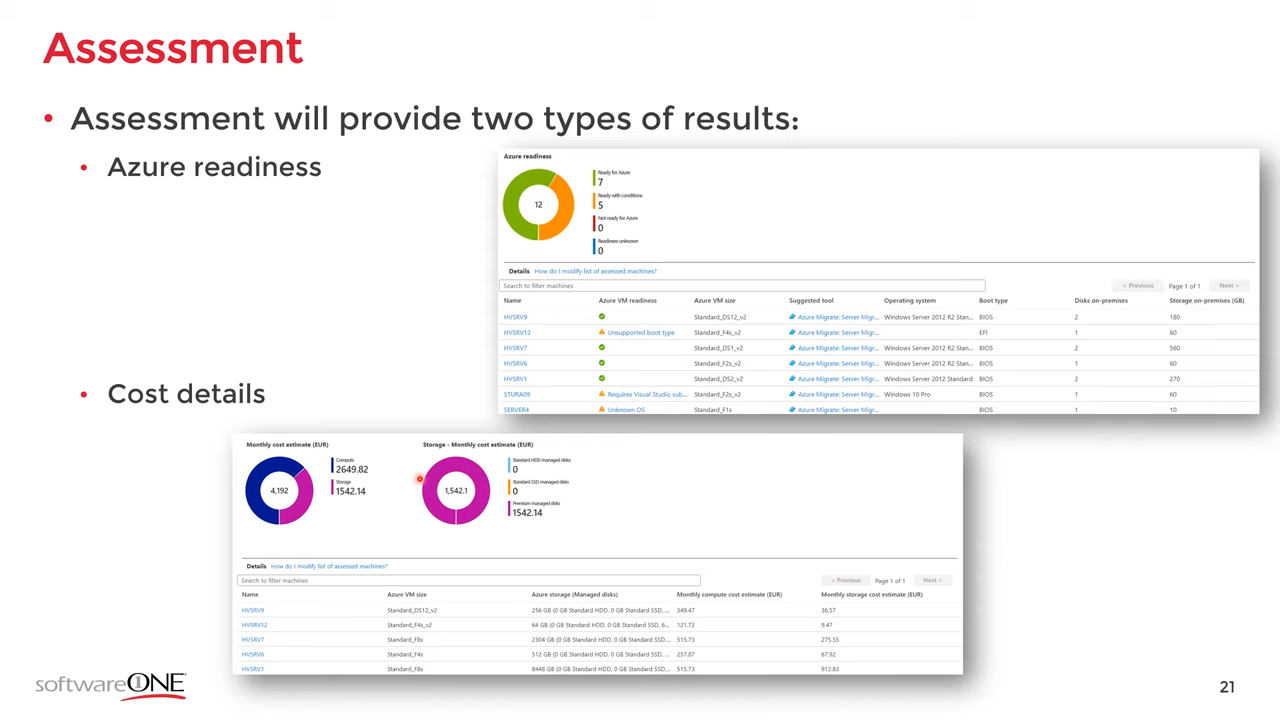 Assessment
• Assessment will provide two types of results:
• Azure readiness
Azure readiness
12
Ready for Azure
7
Ready with conditions
5
Not ready for Azure
0
Readiness unknown
0
Details How do I modify list of assessed machines?
Search to filter machines
< Previous Page 1 of 1 Next >
Name Azure VM readiness Azure VM size Suggested tool Operating system Boot type Disks on-premises Storage on-premises (GB)
HVSRV9 Standard_DS12_v2 Azure Migrate: Server Migr... Windows Server 2012 R2 Stan... BIOS 2 180
HVSRV12 Unsupported boot type Standard_F4s_v2 Azure Migrate: Server Migr... EFI 1 60
HVSRV7 Standard_DS1_v2 Azure Migrate: Server Migr... Windows Server 2012 R2 Stan... BIOS 2 560
HVSRV6 Standard_F2s_v2 Azure Migrate: Server Migr... Windows Server 2012 R2 Stan... BIOS 1 60
HVSRV1 Standard_DS2_v2 Azure Migrate: Server Migr... Windows Server 2012 Standard BIOS 2 270
STURA09 Requires Visual Studio sub... Standard_F2s_v2 Azure Migrate: Server Migr... Windows 10 Pro BIOS 1 60
SERVER4 Unknown OS Standard_F1s Azure Migrate: Server Migr... BIOS 1 10
• Cost details
Monthly cost estimate (EUR)
4,192
Compute
2649.82
Storage
1542.14
Storage - Monthly cost estimate (EUR)
1,542.1
Standard HDD managed disks
0
Standard SSD managed disks
0
Premium managed disks
1542.14
Details How do I modify list of assessed machines?
Search to filter machines
< Previous Page 1 of 1 Next >
Name Azure VM size Azure storage (Managed disks) Monthly compute cost estimate (EUR) Monthly storage cost estimate (EUR)
HVSRV9 Standard_DS12_v2 256 GB (0 GB Standard HDD, 0 GB Standard SSD, ... 349.47 36.57
HVSRV12 Standard_F4s_v2 64 GB (0 GB Standard HDD, 0 GB Standard SSD, 6... 121.72 9.47
HVSRV7 Standard_F8s 2304 GB (0 GB Standard HDD, 0 GB Standard SSD,... 515.73 275.55
HVSRV6 Standard_F4s 512 GB (0 GB Standard HDD, 0 GB Standard SSD, ... 257.87 67.92
HVSRV1 Standard_F8s 8448 GB (0 GB Standard HDD, 0 GB Standard SSD,... 515.73 912.83
softwareONE
21